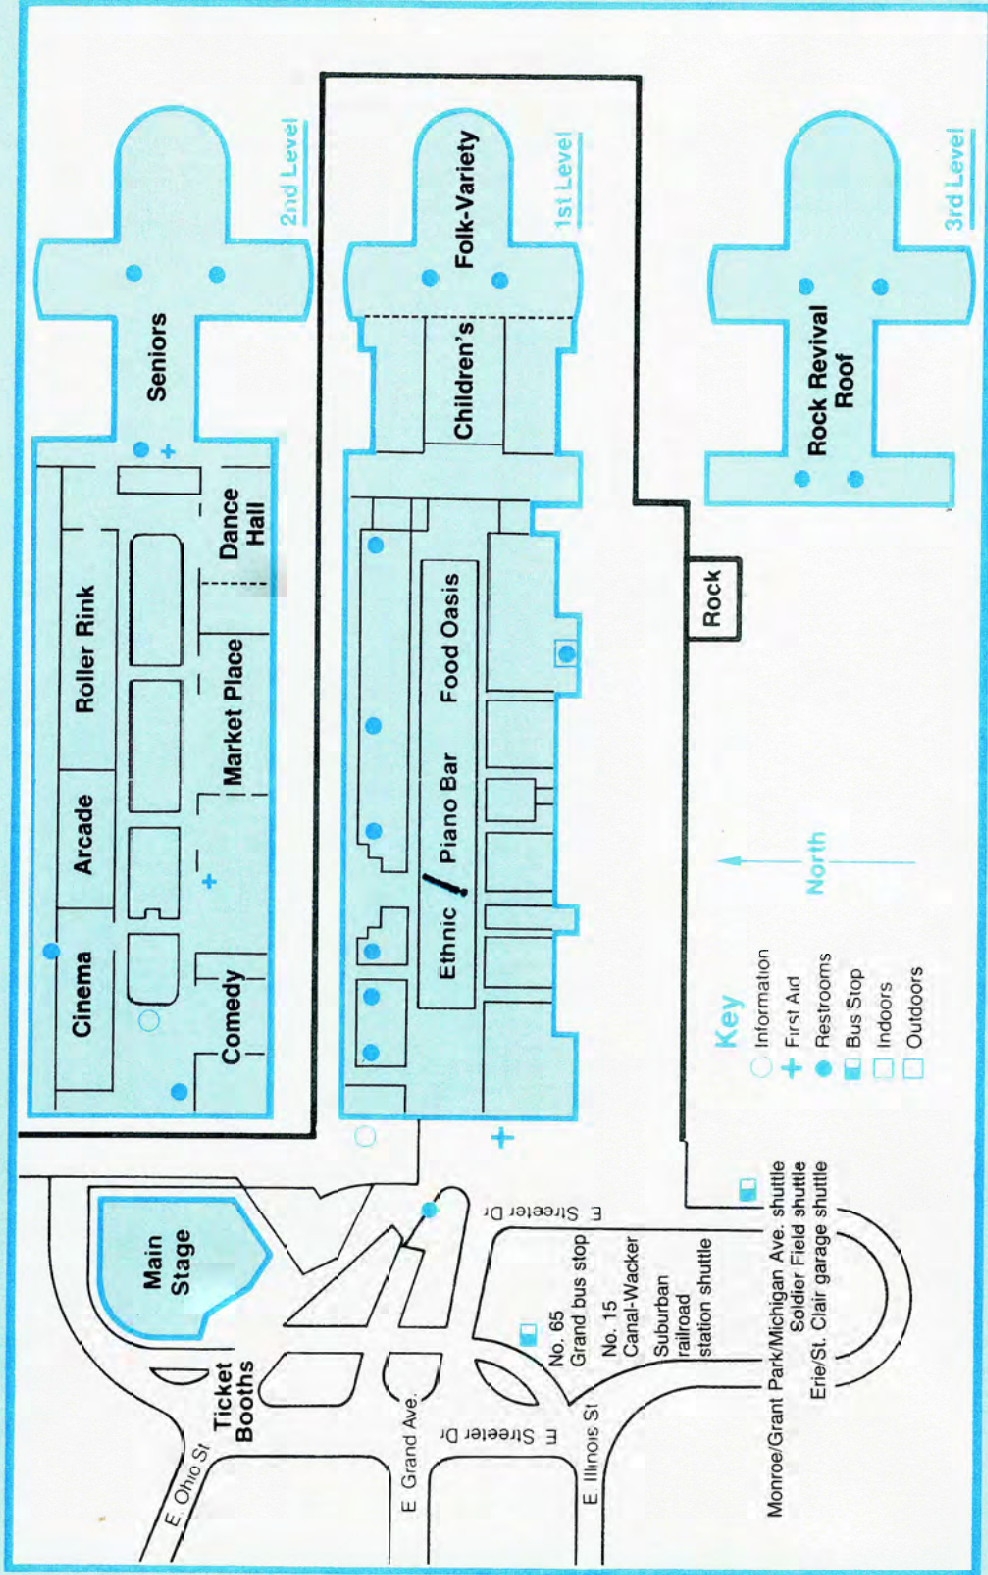 2nd Level
Cinema
Arcade
Roller Rink
Seniors
Comedy
Market Place
Dance
Hall
Main
Stage
Ticket
Booths
E. Ohio St
E Grand Ave.
E Streeter Dr
E Streeter Dr
E. Illinois St
1st Level
Ethnic
Piano Bar
Food Oasis
Children's
Folk-Variety
No. 65
Grand bus stop
No. 15
Canal-Wacker
Suburban
railroad
station shuttle
Monroe/Grant Park/Michigan Ave. shuttle
Soldier Field shuttle
Erie/St. Clair garage shuttle
Rock
3rd Level
Rock Revival
Roof
North
Key
Information
First Aid
Restrooms
Bus Stop
Indoors
Outdoors